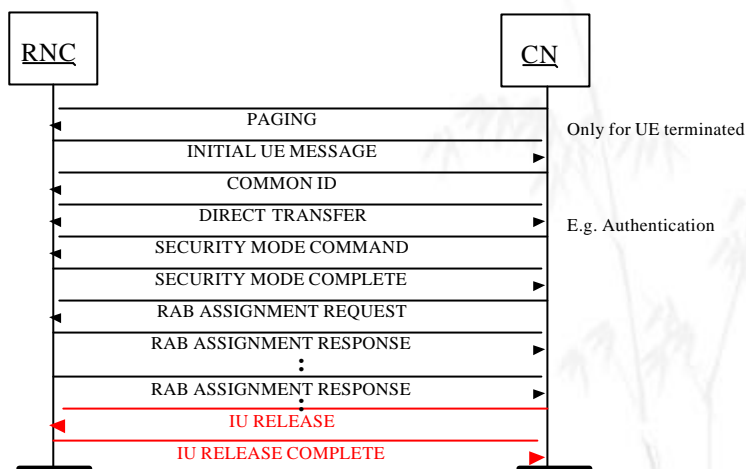 RNC
CN
PAGING
Only for UE terminated
INITIAL UE MESSAGE
COMMON ID
DIRECT TRANSFER
E.g. Authentication
SECURITY MODE COMMAND
SECURITY MODE COMPLETE
RAB ASSIGNMENT REQUEST
RAB ASSIGNMENT RESPONSE
RAB ASSIGNMENT RESPONSE
IU RELEASE
IU RELEASE COMPLETE